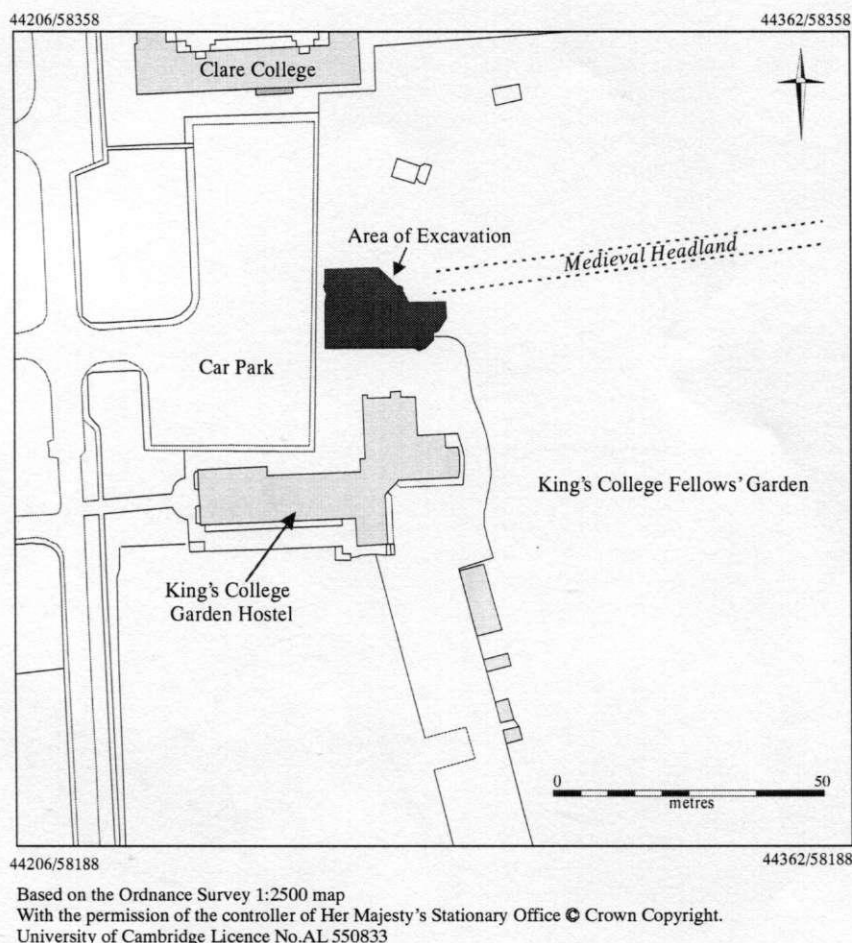 44206/58358
44362/58358
Clare College
Area of Excavation
Medieval Headland
Car Park
King's College Fellows' Garden
King's College
Garden Hostel
0
50
metres
44206/58188
44362/58188
Based on the Ordnance Survey 1:2500 map
With the permission of the controller of Her Majesty's Stationary Office © Crown Copyright.
University of Cambridge Licence No.AL 550833